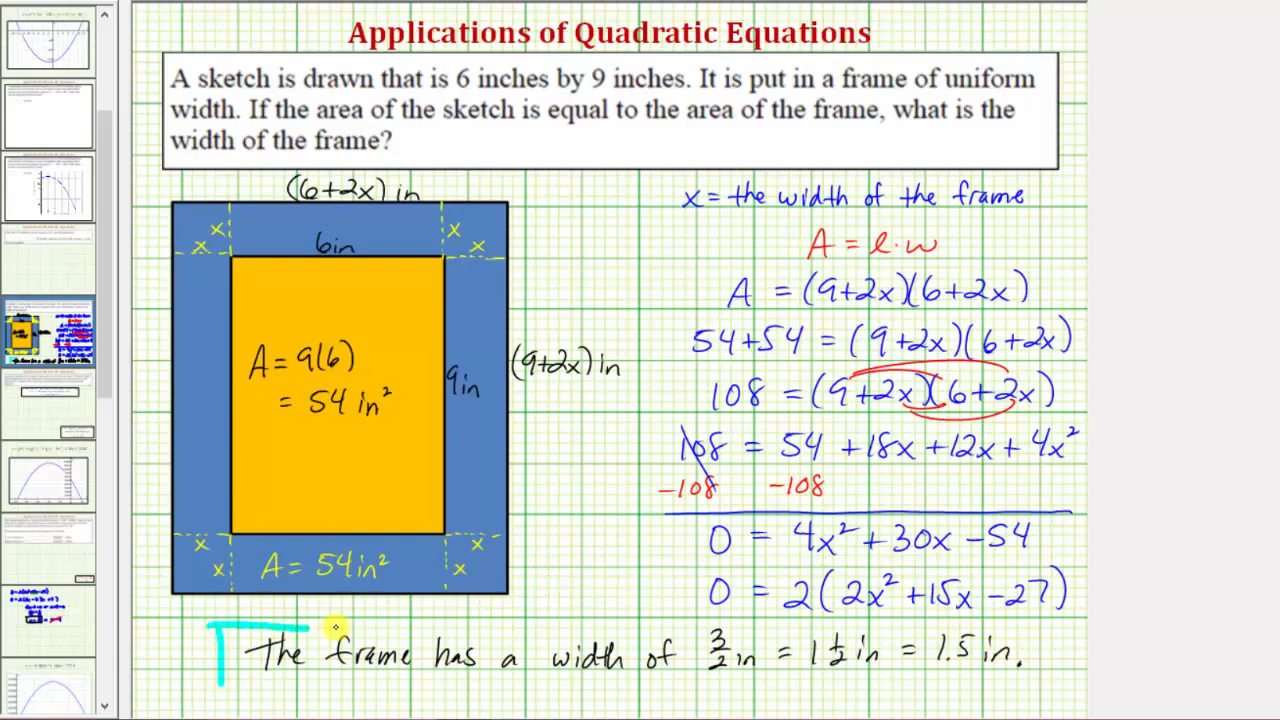 Applications of Quadratic Equations
A sketch is drawn that is 6 inches by 9 inches. It is put in a frame of uniform
width. If the area of the sketch is equal to the area of the frame, what is the
width of the frame?
(6+2x) in
x
x
x
x
6in
A = 9(6)
= 54 in²
9in
(9+2x) in
x
x
A = 54in²
x
x
x = the width of the frame
A = l·w
A = (9+2x)(6+2x)
54+54 = (9+2x)(6+2x)
108 = (9+2x)(6+2x)
108 = 54 +18x +12x + 4x²
-108 -108
0 = 4x² +30x -54
0 = 2(2x² +15x -27)
The frame has a width of 3/2 in = 1 1/2 in = 1.5 in.